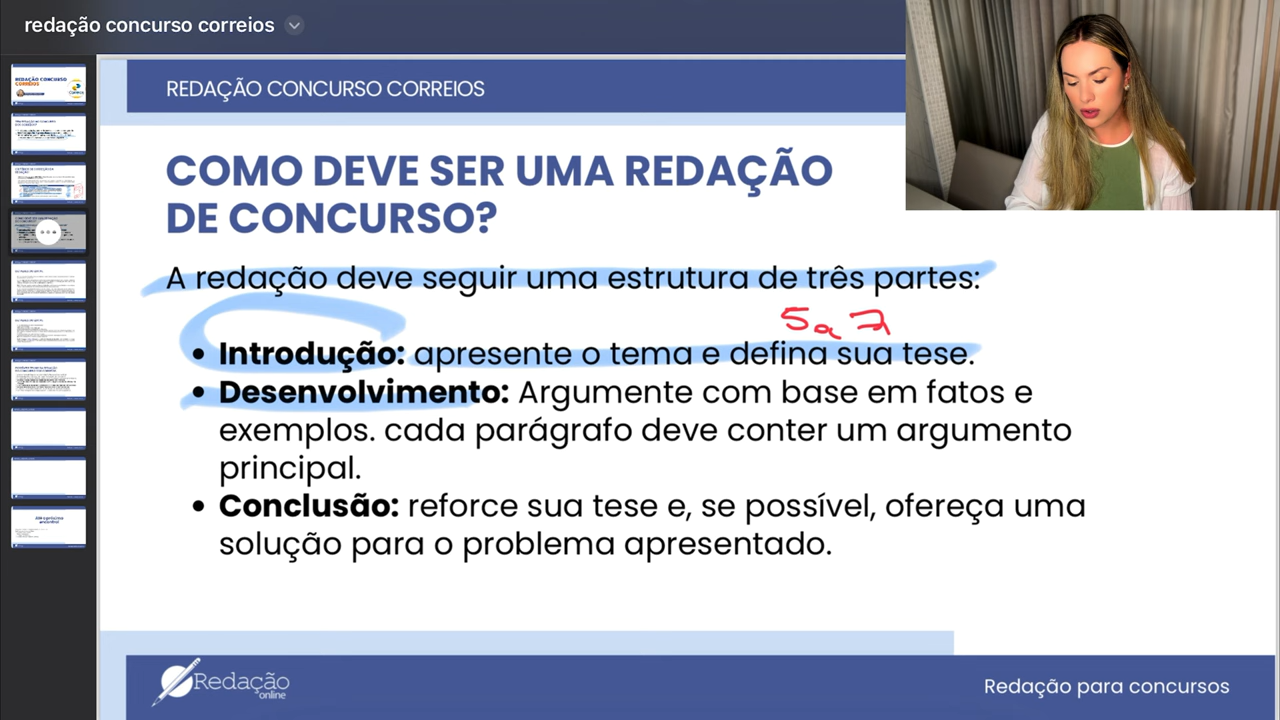 redação concurso correios
REDAÇÃO CONCURSO CORREIOS
COMO DEVE SER UMA REDAÇÃO
DE CONCURSO?
A redação deve seguir uma estrutura de três partes:
5 a 7
• Introdução: apresente o tema e defina sua tese.
• Desenvolvimento: Argumente com base em fatos e
exemplos. cada parágrafo deve conter um argumento
principal.
• Conclusão: reforce sua tese e, se possível, ofereça uma
solução para o problema apresentado.
Redação
online
Redação para concursos